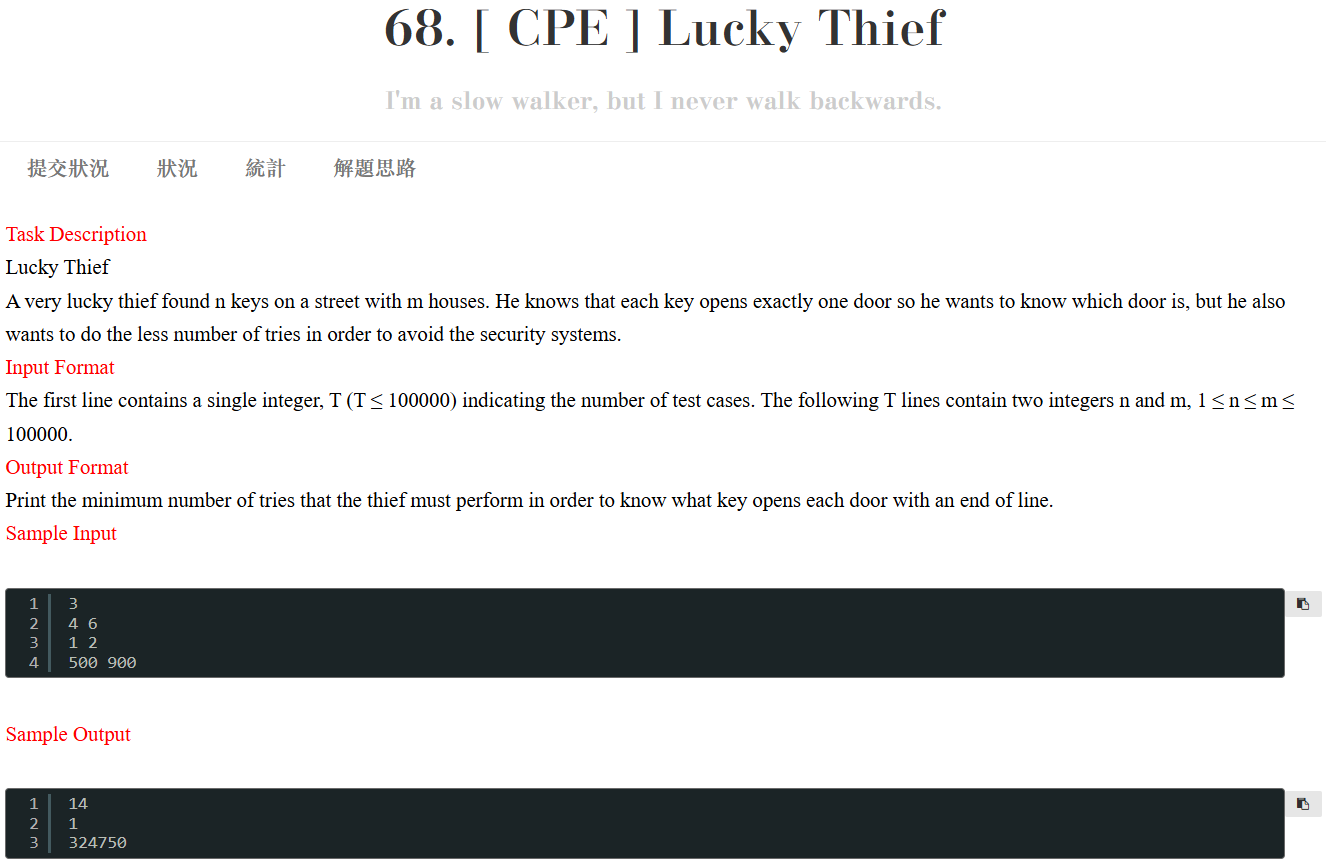 68. [ CPE ] Lucky Thief
I'm a slow walker, but I never walk backwards.
提交狀況 狀況 統計 解題思路
Task Description
Lucky Thief
A very lucky thief found n keys on a street with m houses. He knows that each key opens exactly one door so he wants to know which door is, but he also
wants to do the less number of tries in order to avoid the security systems.
Input Format
The first line contains a single integer, T (T ≤ 100000) indicating the number of test cases. The following T lines contain two integers n and m, 1 ≤ n ≤ m ≤
100000.
Output Format
Print the minimum number of tries that the thief must perform in order to know what key opens each door with an end of line.
Sample Input
1 3
2 4 6
3 1 2
4 500 900
Sample Output
1 14
2 1
3 324750